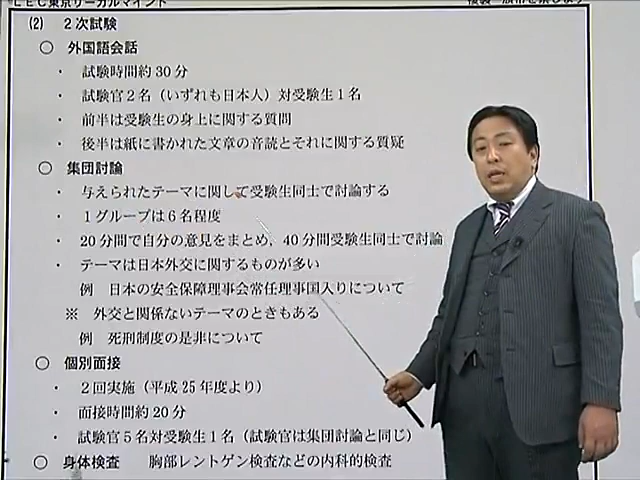 LEC東京リーガルマインド
(2) 2次試験
○ 外国語会話
・ 試験時間約30分
・ 試験官2名(いずれも日本人)対受験生1名
・ 前半は受験生の身上に関する質問
・ 後半は紙に書かれた文章の音読とそれに関する質疑
○ 集団討論
・ 与えられたテーマに関して受験生同士で討論する
・ 1グループは6名程度
・ 20分間で自分の意見をまとめ、40分間受験生同士で討論
・ テーマは日本外交に関するものが多い
例 日本の安全保障理事会常任理事国入りについて
※ 外交と関係ないテーマのときもある
例 死刑制度の是非について
○ 個別面接
・ 2回実施(平成25年度より)
・ 面接時間約20分
・ 試験官5名対受験生1名(試験官は集団討論と同じ)
○ 身体検査 胸部レントゲン検査などの内科的検査